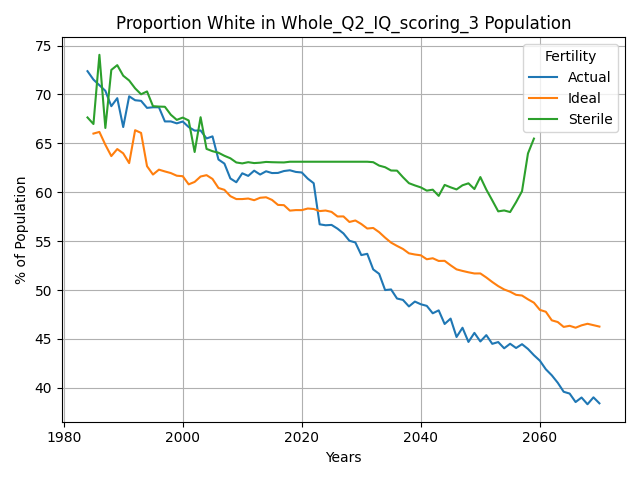 Proportion White in Whole_Q2_IQ_scoring_3 Population
Fertility
Actual
Ideal
Sterile
% of Population
75
70
65
60
55
50
45
40
1980
2000
2020
2040
2060
Years